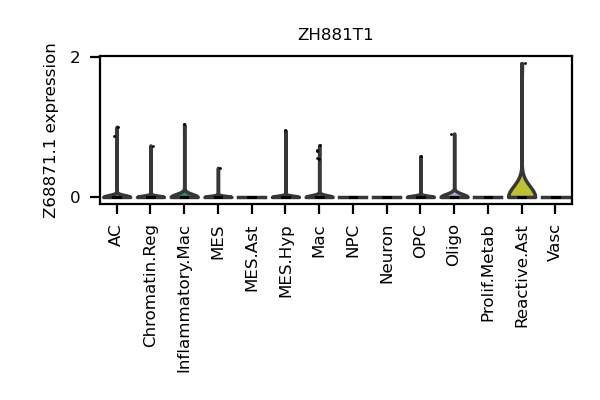 ZH881T1
Z68871.1 expression
2
0
AC
Chromatin.Reg
Inflammatory.Mac
MES
MES.Ast
MES.Hyp
Mac
NPC
Neuron
OPC
Oligo
Prolif.Metab
Reactive.Ast
Vasc